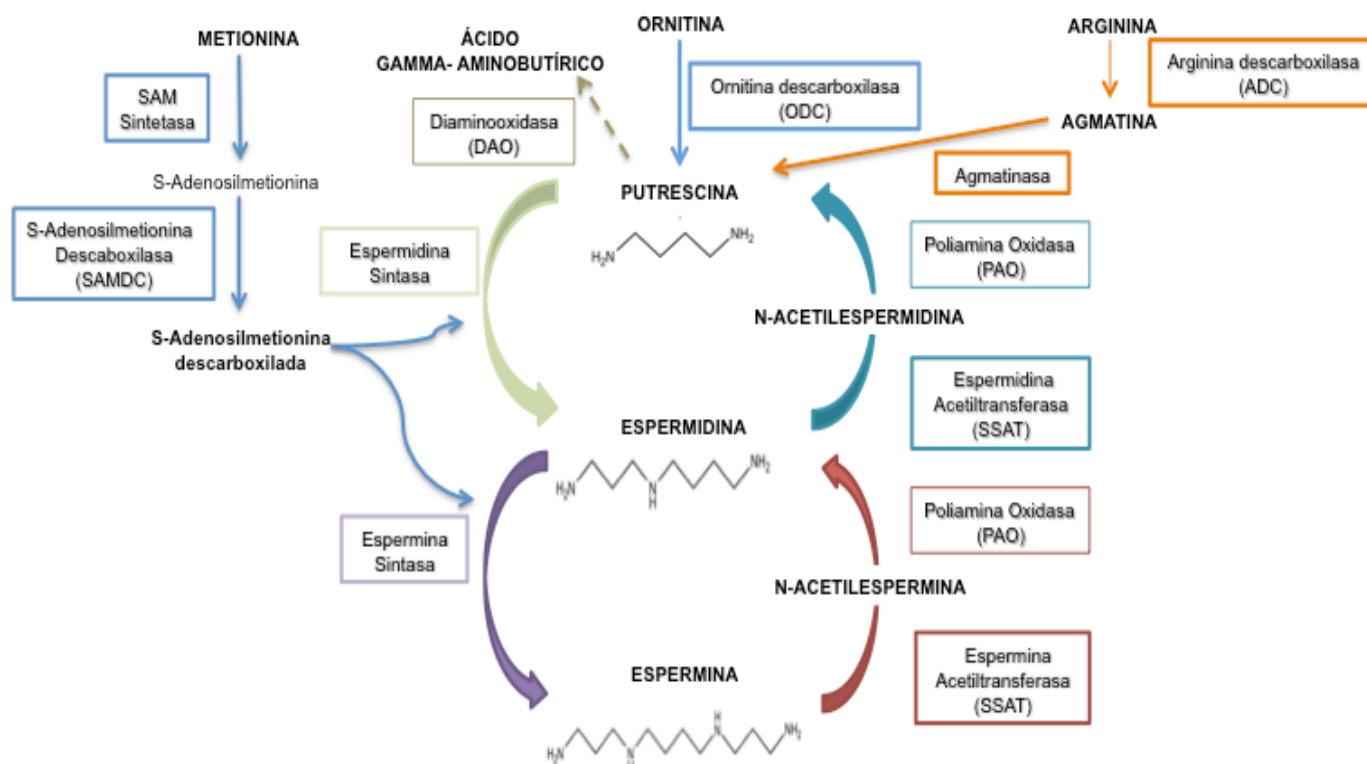 METIONINA
SAM
Sintetasa
S-Adenosilmetionina
S-Adenosilmetionina
Descaboxilasa
(SAMDC)
S-Adenosilmetionina
descarboxilada
ÁCIDO
GAMMA- AMINOBUTÍRICO
Diaminooxidasa
(DAO)
ORNITINA
Ornitina descarboxilasa
(ODC)
ARGININA
Arginina descarboxilasa
(ADC)
AGMATINA
Agmatinasa
PUTRESCINA
H₂N
NH₂
Espermidina
Sintasa
Poliamina Oxidasa
(PAO)
N-ACETILESPERMIDINA
Espermidina
Acetiltransferasa
(SSAT)
ESPERMIDINA
H₂N
N
H
NH₂
Espermina
Sintasa
Poliamina Oxidasa
(PAO)
N-ACETILESPERMINA
Espermina
Acetiltransferasa
(SSAT)
ESPERMINA
H₂N
N
H
H
N
NH₂